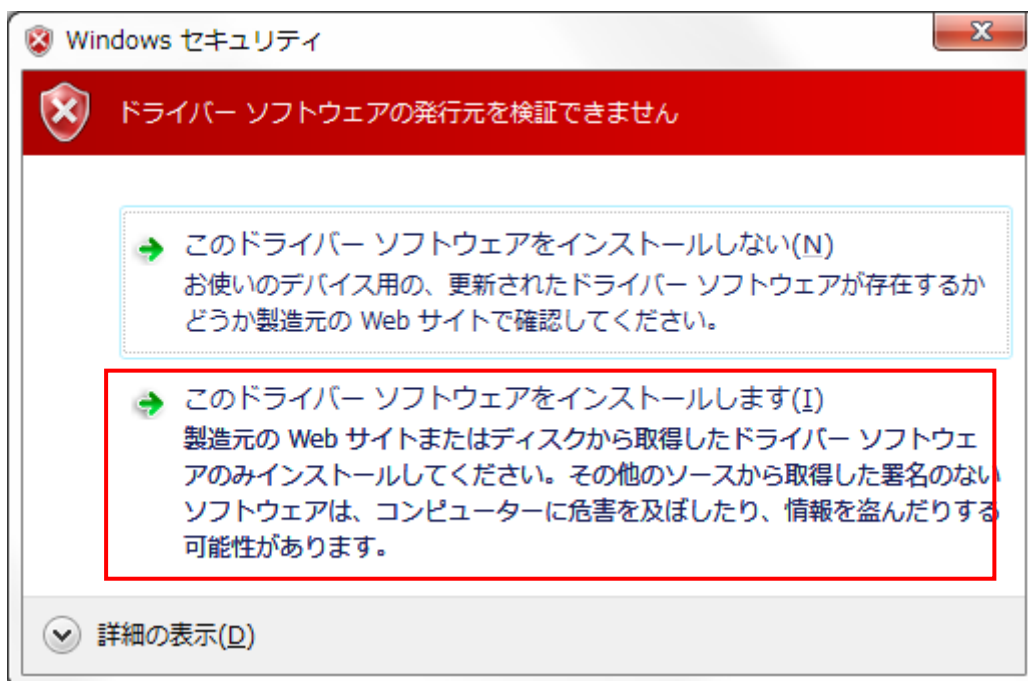 Windows セキュリティ
ドライバー ソフトウェアの発行元を検証できません
このドライバー ソフトウェアをインストールしない(N)
お使いのデバイス用の、更新されたドライバー ソフトウェアが存在するか
どうか製造元の Web サイトで確認してください。
このドライバー ソフトウェアをインストールします(I)
製造元の Web サイトまたはディスクから取得したドライバー ソフトウェ
アのみインストールしてください。その他のソースから取得した署名のない
ソフトウェアは、コンピューターに危害を及ぼしたり、情報を盗んだりする
可能性があります。
詳細の表示(D)